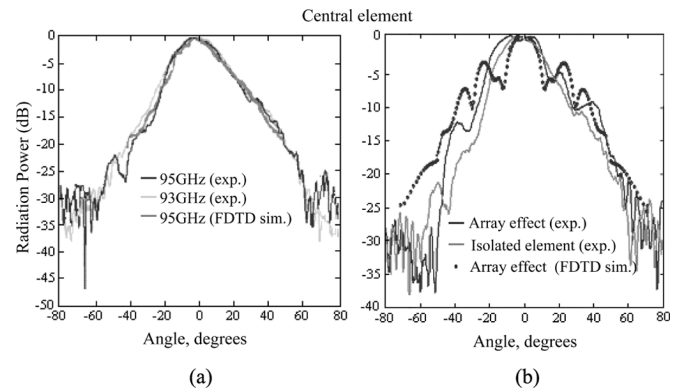 Central element
Radiation Power (dB)
0
-5
-10
-15
-20
-25
-30
-35
-40
-45
-50
95GHz (exp.)
93GHz (exp.)
95GHz (FDTD sim.)
-80 -60 -40 -20 0 20 40 60 80
Angle, degrees
(a)
0
-5
-10
-15
-20
-25
-30
-35
-40
Array effect (exp.)
Isolated element (exp.)
Array effect (FDTD sim.)
-80 -60 -40 -20 0 20 40 60 80
Angle, degrees
(b)